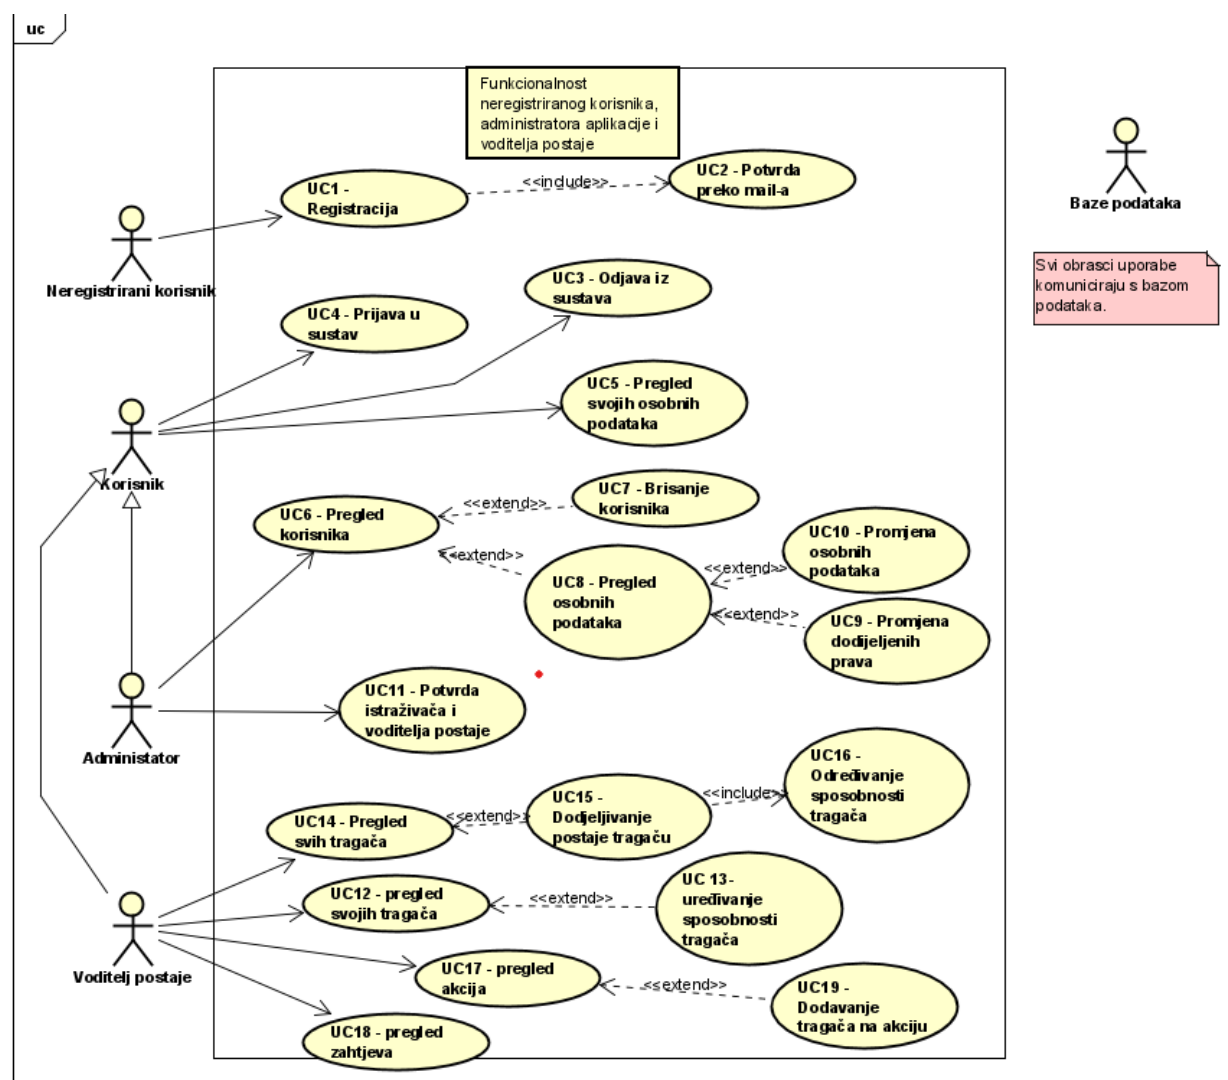 uc
Funkcionalnost
neregistriranog korisnika,
administratora aplikacije i
voditelja postaje
UC1 -
Registracija
<<include>>
UC2 - Potvrda
preko mail-a
Baze podataka
Neregistrirani korisnik
Svi obrasci uporabe
komuniciraju s bazom
podataka.
UC3 - Odjava iz
sustava
UC4 - Prijava u
sustav
UC5 - Pregled
svojih osobnih
podataka
Korisnik
UC6 - Pregled
korisnika
<<extend>>
UC7 - Brisanje
korisnika
<<extend>>
UC8 - Pregled
osobnih
podataka
<<extend>>
UC10 - Promjena
osobnih
podataka
<<extend>>
UC9 - Promjena
dodijeljenih
prava
UC11 - Potvrda
istraživača i
voditelja postaje
Administator
UC14 - Pregled
svih tragača
<<extend>>
UC15 -
Dodjeljivanje
postaje tragaču
<<include>>
UC16 -
Određivanje
sposobnosti
tragača
UC12 - pregled
svojih tragača
<<extend>>
UC 13-
uređivanje
sposobnosti
tragača
Voditelj postaje
UC17 - pregled
akcija
<<extend>>
UC19 -
Dodavanje
tragača na akciju
UC18 - pregled
zahtjeva